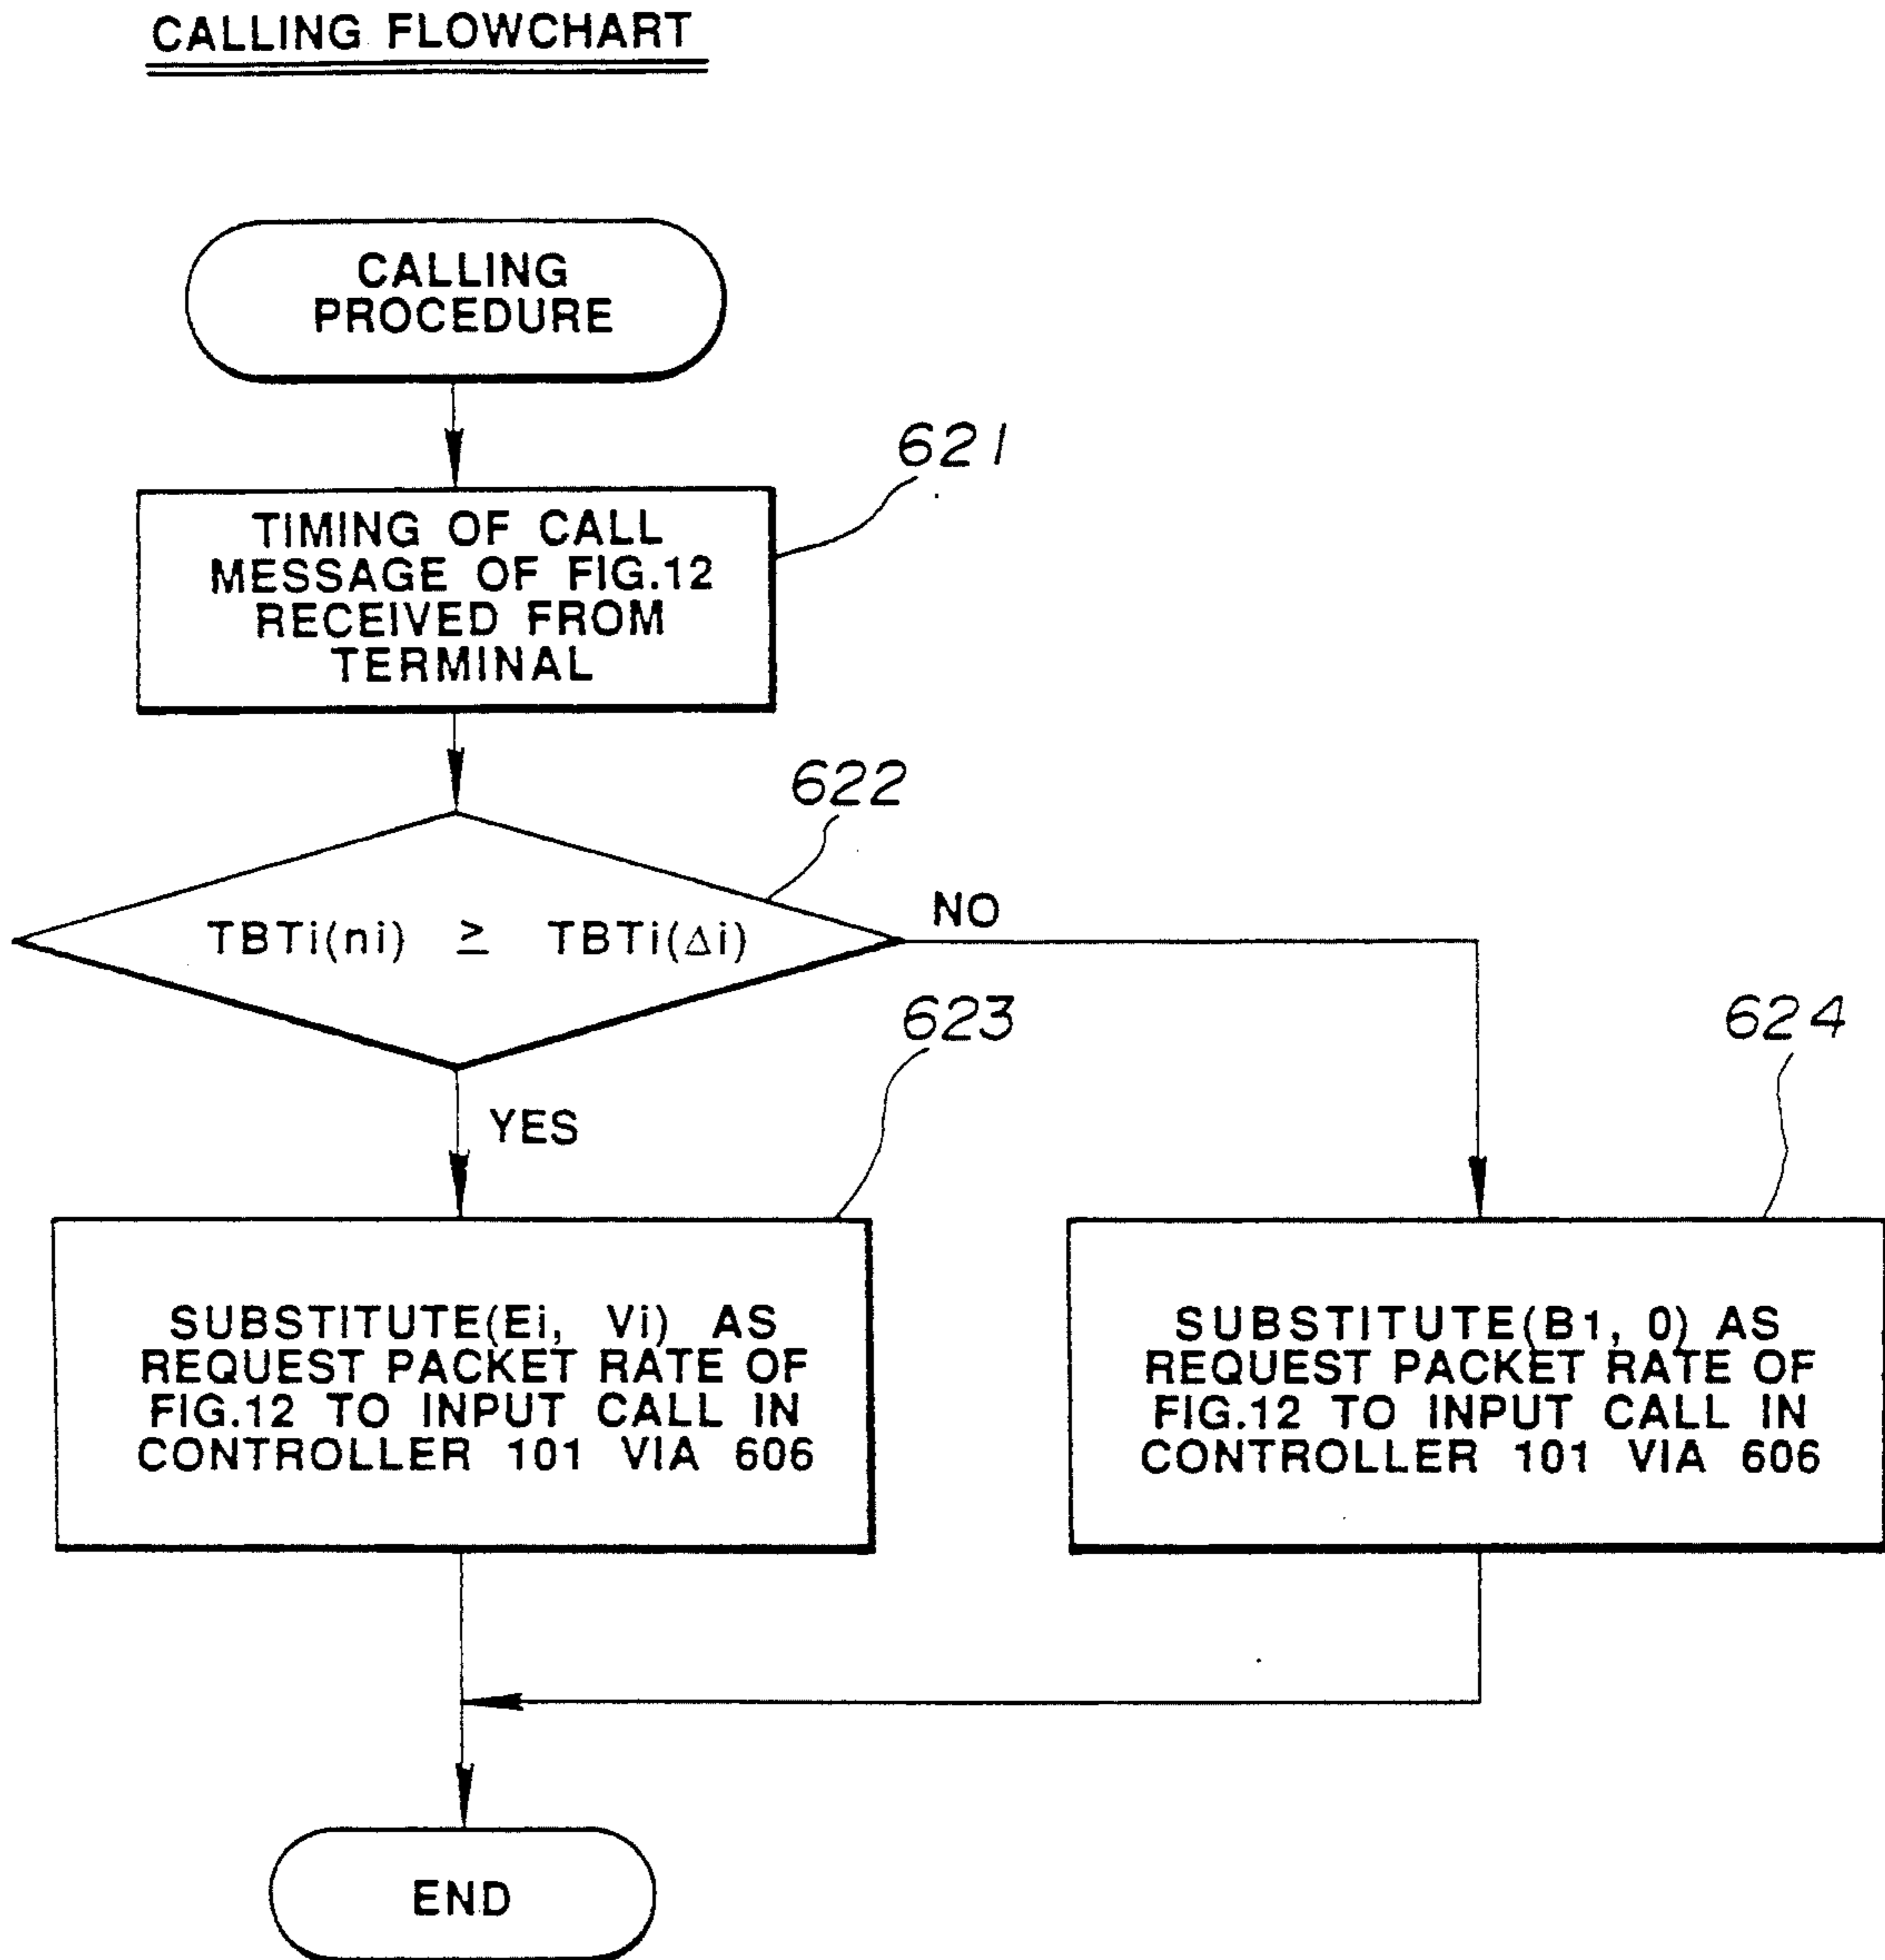 CALLING FLOWCHART
CALLING
PROCEDURE
621
TIMING OF CALL
MESSAGE OF FIG.12
RECEIVED FROM
TERMINAL
622
TBTi(ni) ≥ TBTi(Δi)
NO
YES
623
SUBSTITUTE(Ei, Vi) AS
REQUEST PACKET RATE OF
FIG.12 TO INPUT CALL IN
CONTROLLER 101 VIA 606
624
SUBSTITUTE(B1, 0) AS
REQUEST PACKET RATE OF
FIG.12 TO INPUT CALL IN
CONTROLLER 101 VIA 606
END